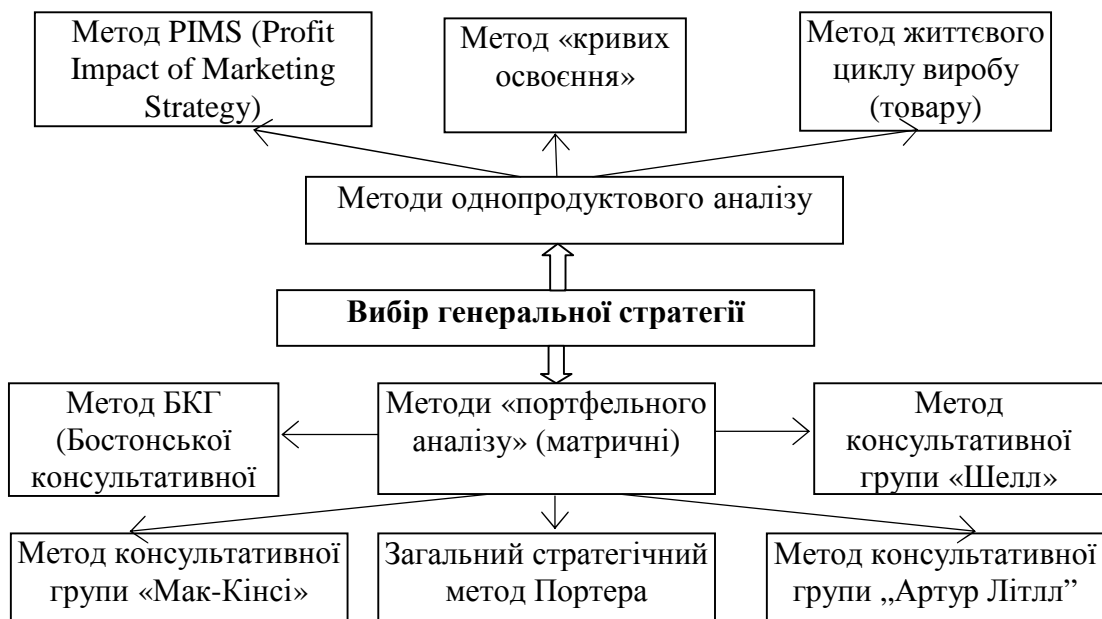 Метод PIMS (Profit
Impact of Marketing
Strategy)
Метод «кривих
освоєння»
Метод життєвого
циклу виробу
(товару)
Методи однопродуктового аналізу
Вибір генеральної стратегії
Метод БКГ
(Бостонської
консультативної
Методи «портфельного
аналізу» (матричні)
Метод
консультативної
групи «Шелл»
Метод консультативної
групи «Мак-Кінсі»
Загальний стратегічний
метод Портера
Метод консультативної
групи „Артур Літлл”